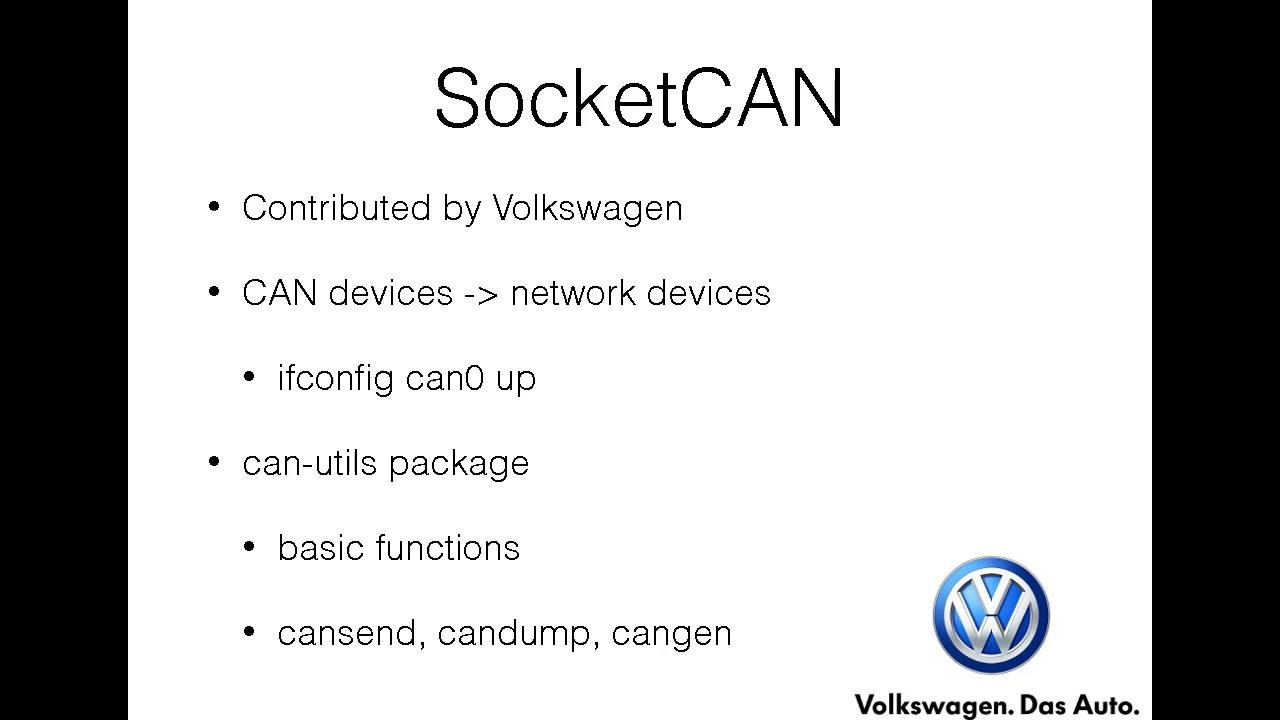 SocketCAN
• Contributed by Volkswagen
• CAN devices -> network devices
• ifconfig can0 up
• can-utils package
• basic functions
• cansend, candump, cangen
Volkswagen. Das Auto.